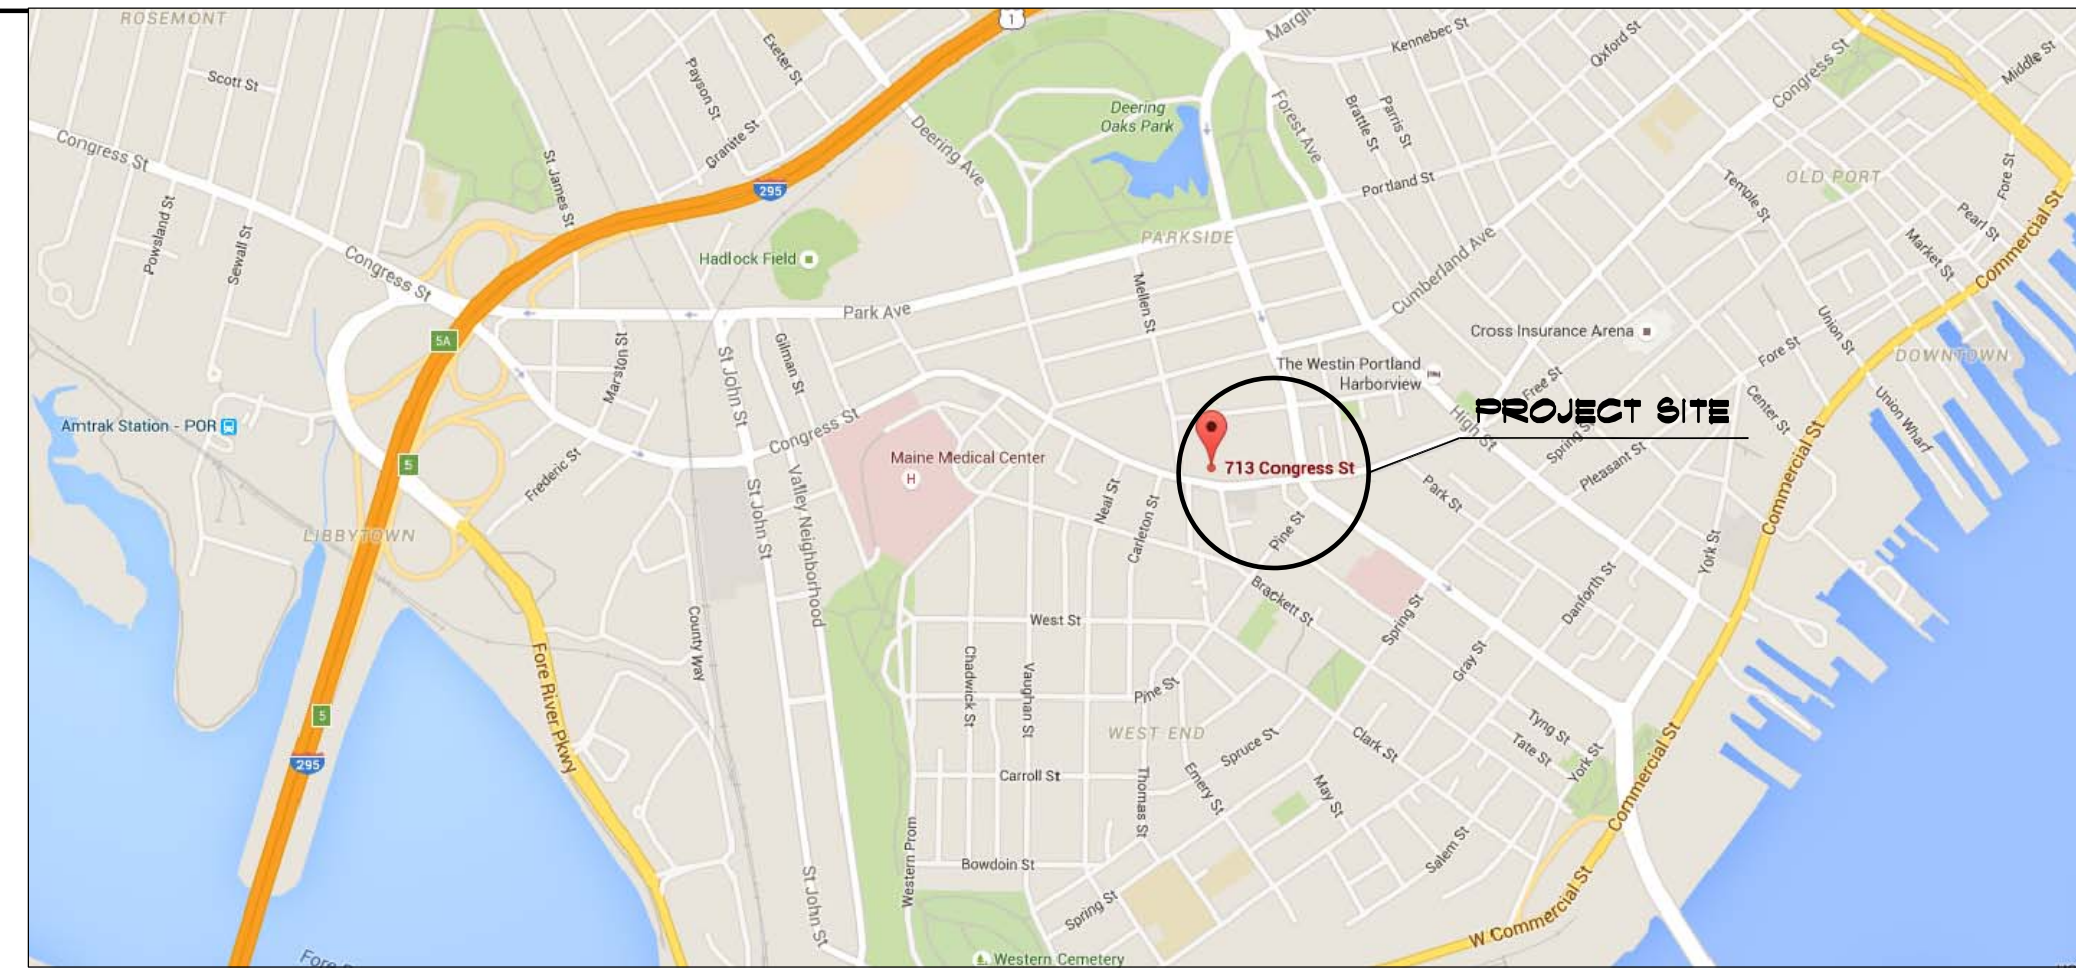 ROSEMONT
1
Margin
Kennebec St
Oxford St
Congress St
Middle St
Scott St
Exeter St
Payson St
Granite St
Deering
Oaks Park
Forest Ave
Brattle St
Parris St
Congress St
St James St
295
Deering Ave
Portland St
Temple St
OLD PORT
Fore St
Pearl St
Commercial St
Powsland St
Sewall St
Congress St
Hadlock Field
PARKSIDE
Cumberland Ave
Market St
Mellen St
Park Ave
Cross Insurance Arena
Union St
Fore St
DOWNTOWN
5A
Marston St
St John St
Gilman St
The Westin Portland
Harborview
Free St
Center St
Union Wharf
High St
PROJECT SITE
Amtrak Station - POR
Congress St
Maine Medical Center
H
713 Congress St
Spring St
Pleasant St
Commercial St
5
Frederic St
St John St
Valley Neighborhood
Neal St
Carleton St
Pine St
Park St
York St
LIBBYTOWN
Brackett St
Spring St
Danforth St
County Way
West St
Gray St
Fore River Pkwy
Chadwick St
Vaughan St
Pine St
5
295
WEST END
Spruce St
Clark St
Tyng St
Tate St
York St
Commercial St
Carroll St
Thomas St
Emery St
May St
Salem St
Western Prom
Bowdoin St
St John St
Spring St
W Commercial St
Western Cemetery
Fore